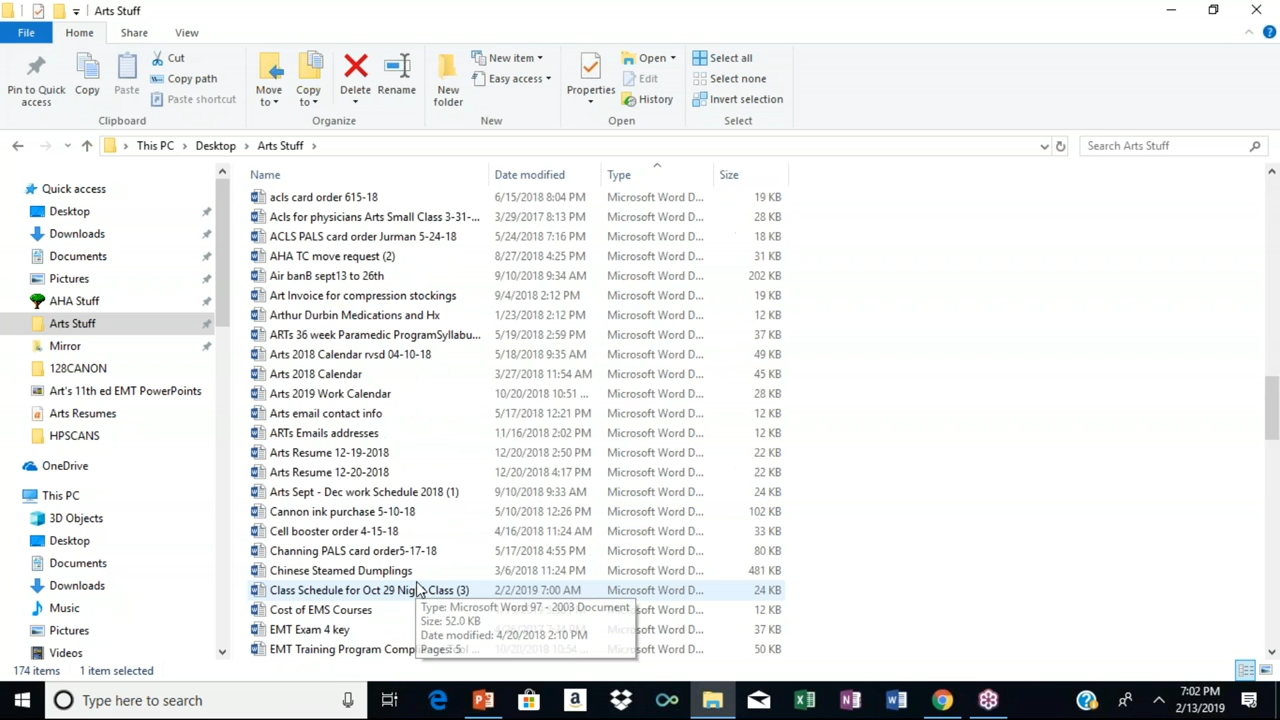 Arts Stuff
File Home Share View
Pin to Quick access
Copy
Paste
Cut
Copy path
Paste shortcut
Clipboard
Move to
Copy to
Delete
Rename
Organize
New folder
New item
Easy access
New
Properties
Open
Edit
History
Open
Select all
Select none
Invert selection
Select
This PC > Desktop > Arts Stuff >
Search Arts Stuff
Quick access
Desktop
Downloads
Documents
Pictures
AHA Stuff
Arts Stuff
Mirror
128CANON
Art's 11th ed EMT PowerPoints
Arts Resumes
HPSCANS
OneDrive
This PC
3D Objects
Desktop
Documents
Downloads
Music
Pictures
Videos
Name Date modified Type Size
acls card order 615-18 6/15/2018 8:04 PM Microsoft Word D... 19 KB
Acls for physicians Arts Small Class 3-31-... 3/29/2017 8:13 PM Microsoft Word D... 28 KB
ACLS PALS card order Jurman 5-24-18 5/24/2018 7:16 PM Microsoft Word D... 18 KB
AHA TC move request (2) 8/27/2018 4:25 PM Microsoft Word D... 31 KB
Air banB sept13 to 26th 9/10/2018 9:34 AM Microsoft Word D... 202 KB
Art Invoice for compression stockings 9/4/2018 2:12 PM Microsoft Word D... 19 KB
Arthur Durbin Medications and Hx 1/23/2018 2:12 PM Microsoft Word D... 12 KB
ARTs 36 week Paramedic ProgramSyllabu... 5/19/2018 2:59 PM Microsoft Word D... 37 KB
Arts 2018 Calendar rvsd 04-10-18 5/18/2018 9:35 AM Microsoft Word D... 49 KB
Arts 2018 Calendar 3/27/2018 11:54 AM Microsoft Word D... 45 KB
Arts 2019 Work Calendar 10/20/2018 10:51 ... Microsoft Word D... 28 KB
Arts email contact info 5/17/2018 12:21 PM Microsoft Word D... 12 KB
ARTs Emails addresses 11/16/2018 2:02 PM Microsoft Word D... 12 KB
Arts Resume 12-19-2018 12/20/2018 2:50 PM Microsoft Word D... 22 KB
Arts Resume 12-20-2018 12/20/2018 4:17 PM Microsoft Word D... 22 KB
Arts Sept - Dec work Schedule 2018 (1) 9/10/2018 9:33 AM Microsoft Word D... 24 KB
Cannon ink purchase 5-10-18 5/10/2018 12:26 PM Microsoft Word D... 102 KB
Cell booster order 4-15-18 4/16/2018 11:24 AM Microsoft Word D... 33 KB
Channing PALS card order5-17-18 5/17/2018 4:55 PM Microsoft Word D... 80 KB
Chinese Steamed Dumplings 3/6/2018 11:24 PM Microsoft Word D... 481 KB
Class Schedule for Oct 29 Class (3) 2/2/2019 7:00 AM Microsoft Word D... 24 KB
Cost of EMS Courses Microsoft Word D... 12 KB
EMT Exam 4 key Microsoft Word D... 37 KB
EMT Training Program Microsoft Word D... 50 KB
Type: Microsoft Word 97 - 2003 Document
Size: 52.0 KB
Date modified: 4/20/2018 2:10 PM
Pages: 5
174 items 1 item selected
Type here to search
7:02 PM
2/13/2019